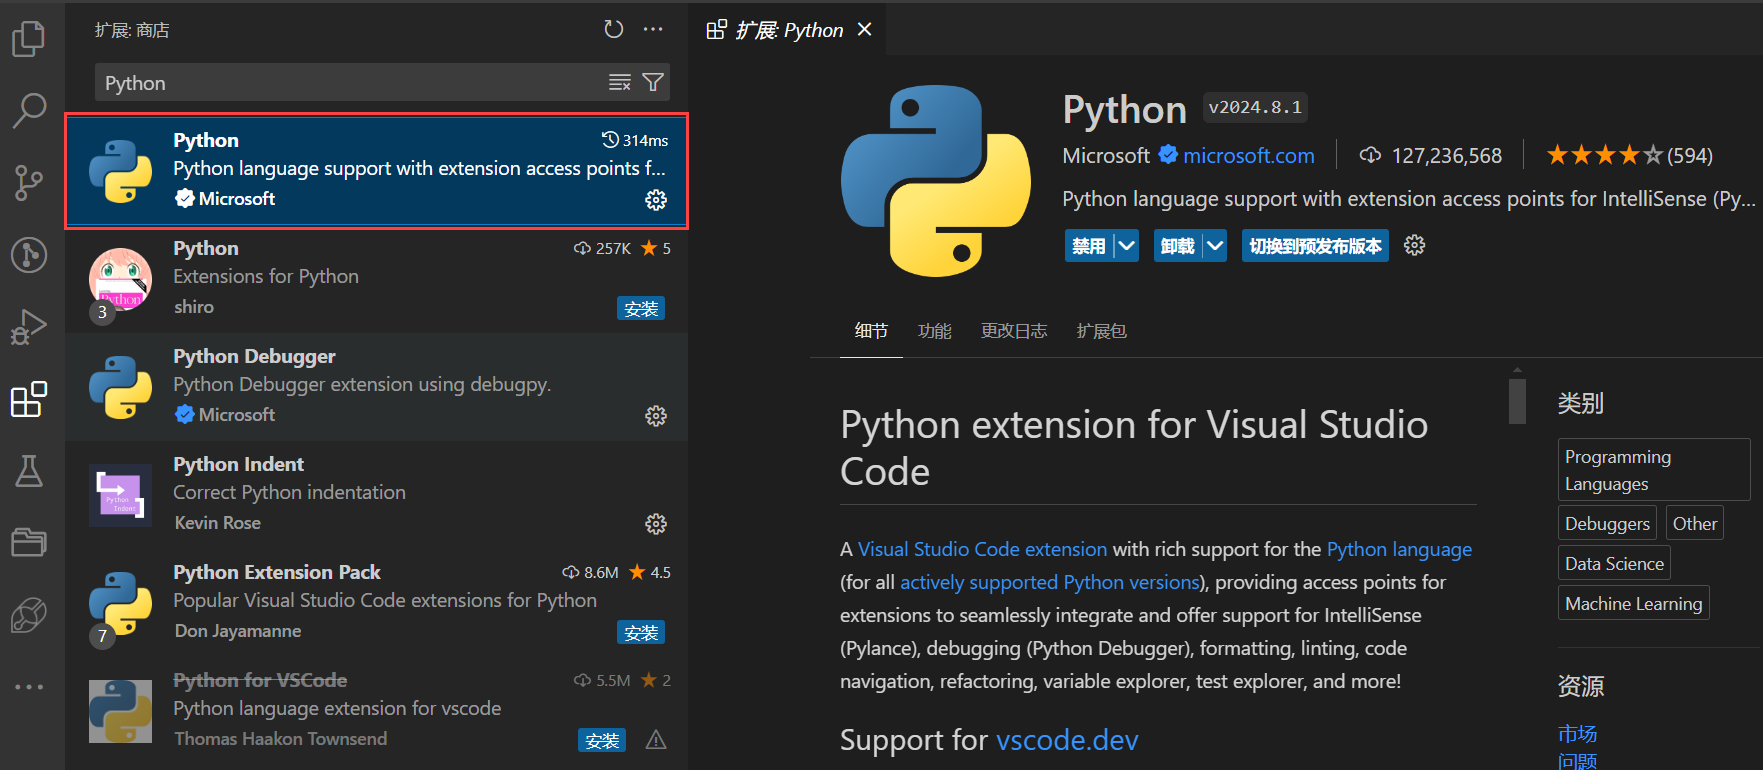 扩展: 商店
Python
Python
314ms
Python language support with extension access points f...
Microsoft
Python
257K
5
Extensions for Python
shiro
安装
Python
3
Python Debugger
Python Debugger extension using debugpy.
Microsoft
Python Indent
Correct Python indentation
Kevin Rose
Python
Indent
Python Extension Pack
8.6M
4.5
Popular Visual Studio Code extensions for Python
Don Jayamanne
安装
7
Python for VSCode
5.5M
2
Python language extension for vscode
Thomas Haakon Townsend
安装
扩展: Python
Python
v2024.8.1
Microsoft
microsoft.com
127,236,568
(594)
Python language support with extension access points for IntelliSense (Py...
禁用
卸载
切换到预发布版本
细节
功能
更改日志
扩展包
Python extension for Visual Studio
Code
A Visual Studio Code extension with rich support for the Python language
(for all actively supported Python versions), providing access points for
extensions to seamlessly integrate and offer support for IntelliSense
(Pylance), debugging (Python Debugger), formatting, linting, code
navigation, refactoring, variable explorer, test explorer, and more!
Support for vscode.dev
类别
Programming
Languages
Debuggers
Other
Data Science
Machine Learning
资源
市场
问题